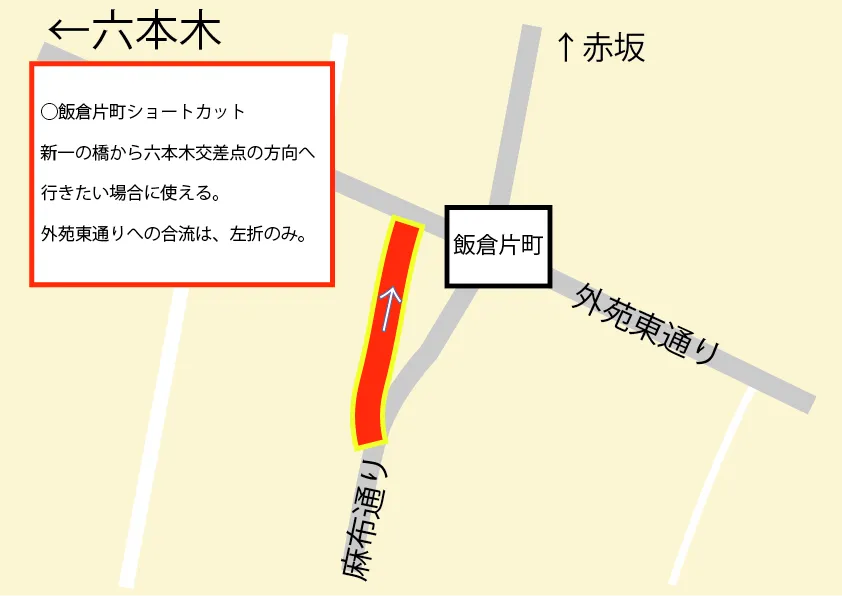 ←六本木
↑赤坂
○飯倉片町ショートカット
新一の橋から六本木交差点の方向へ
行きたい場合に使える。
外苑東通りへの合流は、左折のみ。
飯倉片町
外苑東通り
麻布通り